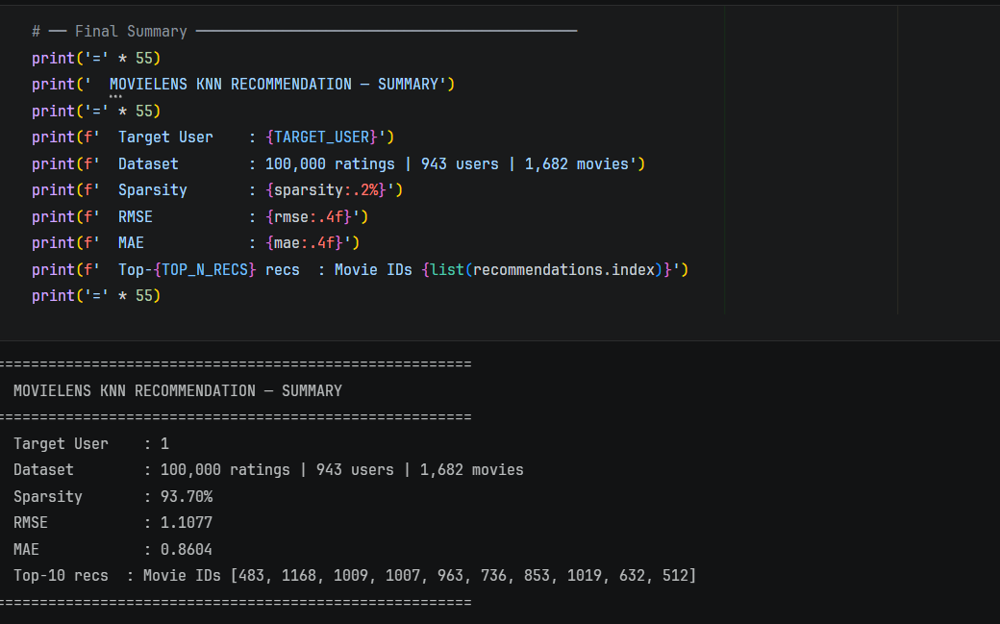 # ── Final Summary ────────────────────────────────────────────
print('=' * 55)
print('  MOVIELENS KNN RECOMMENDATION — SUMMARY')
print('=' * 55)
print(f'  Target User    : {TARGET_USER}')
print(f'  Dataset        : 100,000 ratings | 943 users | 1,682 movies')
print(f'  Sparsity       : {sparsity:.2%}')
print(f'  RMSE           : {rmse:.4f}')
print(f'  MAE            : {mae:.4f}')
print(f'  Top-{TOP_N_RECS} recs  : Movie IDs {list(recommendations.index)}')
print('=' * 55)
=======================================================
  MOVIELENS KNN RECOMMENDATION — SUMMARY
=======================================================
  Target User    : 1
  Dataset        : 100,000 ratings | 943 users | 1,682 movies
  Sparsity       : 93.70%
  RMSE           : 1.1077
  MAE            : 0.8604
  Top-10 recs  : Movie IDs [483, 1168, 1009, 1007, 963, 736, 853, 1019, 632, 512]
=======================================================